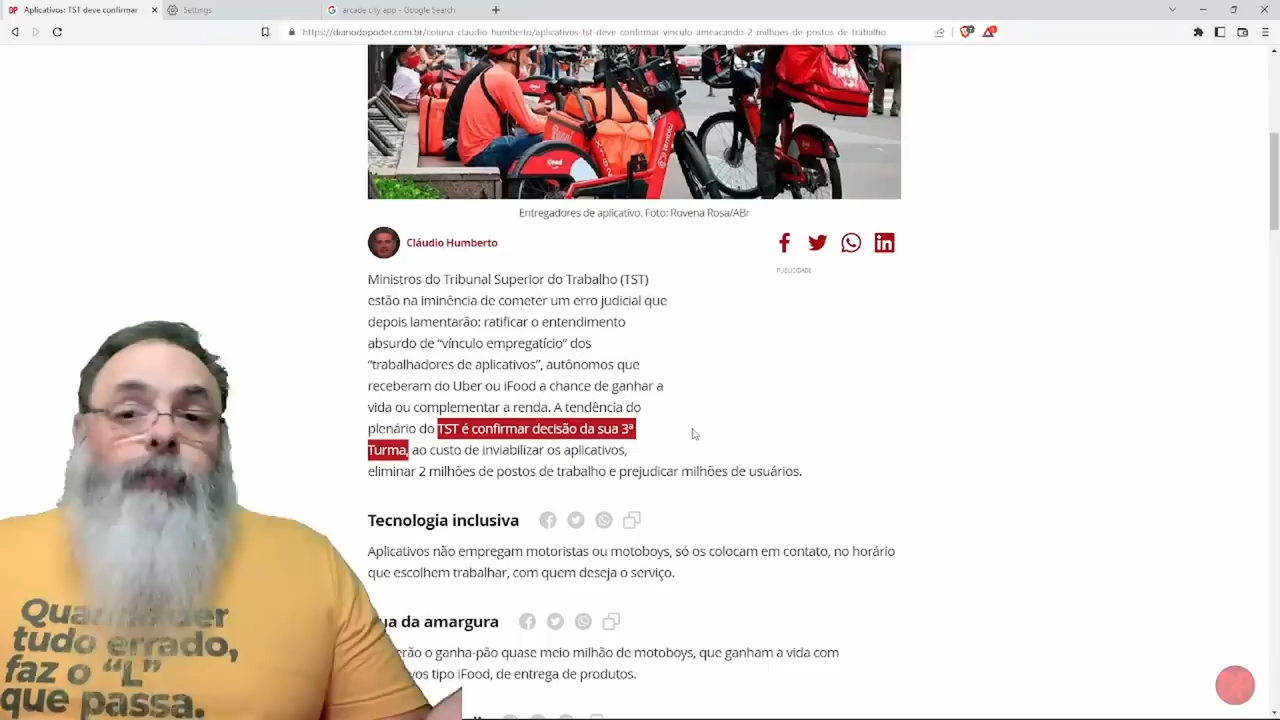 Aplicativos: TST deve confirmar
Settings
arcade city app - Google Search
https://diariodopoder.com.br/coluna-claudio-humberto/aplicativos-tst-deve-confirmar-vinculo-ameacando-2-milhoes-de-postos-de-trabalho
Entregadores de aplicativo. Foto: Rovena Rosa/ABr
Cláudio Humberto
PUBLICIDADE
Ministros do Tribunal Superior do Trabalho (TST)
estão na iminência de cometer um erro judicial que
depois lamentarão: ratificar o entendimento
absurdo de “vínculo empregatício” dos
“trabalhadores de aplicativos”, autônomos que
receberam do Uber ou iFood a chance de ganhar a
vida ou complementar a renda. A tendência do
plenário do TST é confirmar decisão da sua 3ª
Turma, ao custo de inviabilizar os aplicativos,
eliminar 2 milhões de postos de trabalho e prejudicar milhões de usuários.
Tecnologia inclusiva
Aplicativos não empregam motoristas ou motoboys, só os colocam em contato, no horário
que escolhem trabalhar, com quem deseja o serviço.
da amargura
o ganha-pão quase meio milhão de motoboys, que ganham a vida com
tipo iFood, de entrega de produtos.
tudo errado,
faz o “L”
que passa.